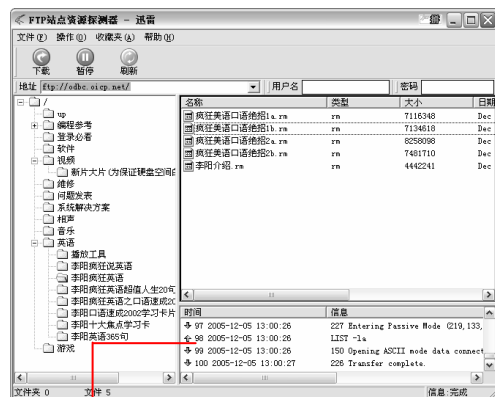 FTP站点资源探测器 - 迅雷
文件(F) 操作(O) 收藏夹(A) 帮助(H)
下载 暂停 刷新
地址 ftp://odbc.oicp.net/ 用户名 密码
/
up
编程参考
登录必看
软件
视频
新片大片(为保证硬盘空间
维修
问题发表
系统解决方案
相声
音乐
英语
播放工具
李阳疯狂说英语
李阳疯狂英语
李阳疯狂英语超值人生20句
李阳疯狂英语之口语速成20
李阳口语速成2002学习卡片
李阳十大焦点学习卡
李阳英语365句
游戏
名称 类型 大小 日期
疯狂美语口语绝招1a.rm rm 7116348 Dec
疯狂美语口语绝招1b.rm rm 7134618 Dec
疯狂美语口语绝招2a.rm rm 8258098 Dec
疯狂美语口语绝招2b.rm rm 7481710 Dec
李阳介绍.rm rm 4442241 Dec
时间 信息
97 2005-12-05 13:00:26 227 Entering Passive Mode (219,133,
98 2005-12-05 13:00:26 LIST -la
99 2005-12-05 13:00:26 150 Opening ASCII mode data connect
100 2005-12-05 13:00:27 226 Transfer complete.
文件夹 0 文件 5 信息:完成